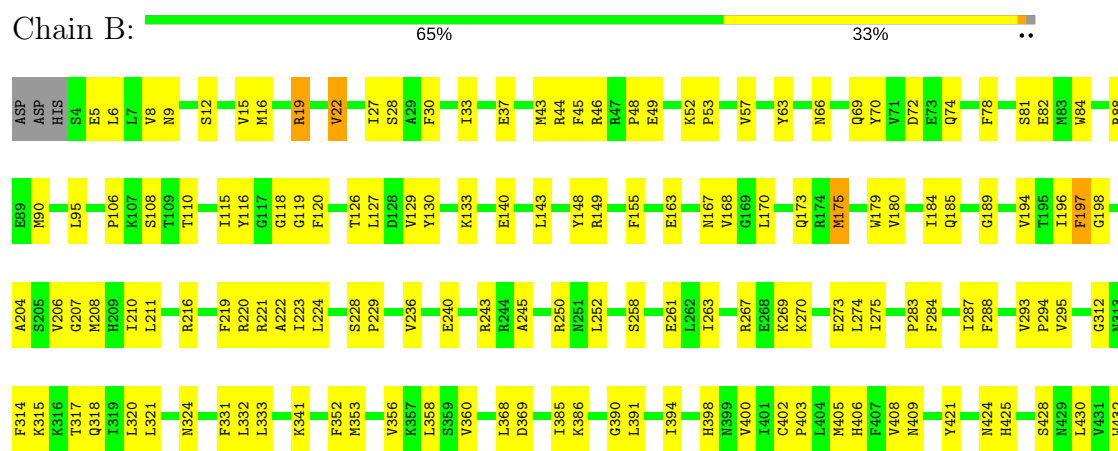 Chain B:
65% 33% ••
ASP ASP HIS S4 E5 L6 L7 V8 N9 S12 V15 M16 R19 V22 I27 S28 A29 F30 I33 E37 M43 R44 F45 R46 R47 P48 E49 K52 P53 V57 Y63 N66 Q69 Y70 V71 D72 E73 Q74 F78 S81 E82 M83 W84 R88
E89 M90 L95 P106 K107 S108 T109 T110 I115 Y116 G117 G118 G119 F120 T126 L127 D128 V129 Y130 K133 E140 L143 Y148 R149 F155 E163 N167 V168 G169 L170 Q173 R174 M175 W179 V180 I184 Q185 G189 V194 T195 I196 F197 G198
A204 S205 V206 G207 M208 H209 I210 L211 R216 F219 R220 R221 A222 I223 L224 S228 P229 V236 E240 R243 R244 A245 R250 N251 L252 S258 E261 L262 I263 R267 E268 K269 K270 E273 L274 I275 P283 F284 I287 F288 V293 P294 V295 G312 N313
F314 K315 K316 T317 Q318 I319 L320 L321 N324 F331 L332 L333 K341 F352 M353 V356 K357 L358 S359 V360 L368 D369 I385 K386 G390 L391 I394 H398 N399 V400 I401 C402 P403 L404 M405 H406 F407 V408 N409 Y421 N424 H425 S428 N429 L430 V431